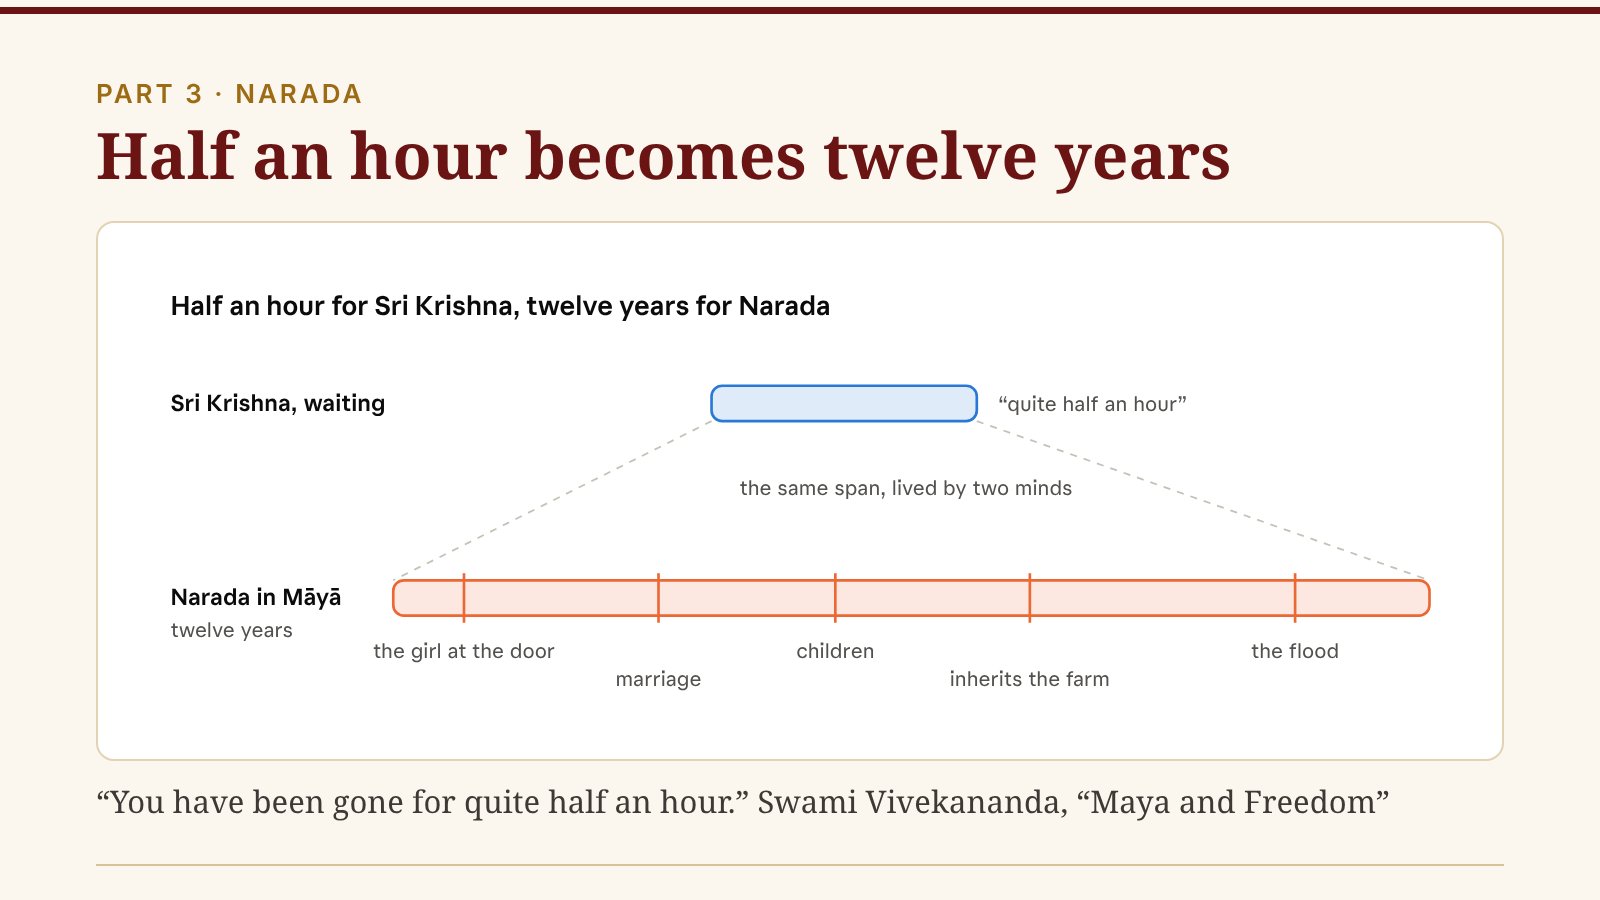 PART 3 · NARADA
Half an hour becomes twelve years
Half an hour for Sri Krishna, twelve years for Narada
Sri Krishna, waiting
“quite half an hour”
the same span, lived by two minds
Narada in Māyā
twelve years
the girl at the door
marriage
children
inherits the farm
the flood
“You have been gone for quite half an hour.” Swami Vivekananda, “Maya and Freedom”